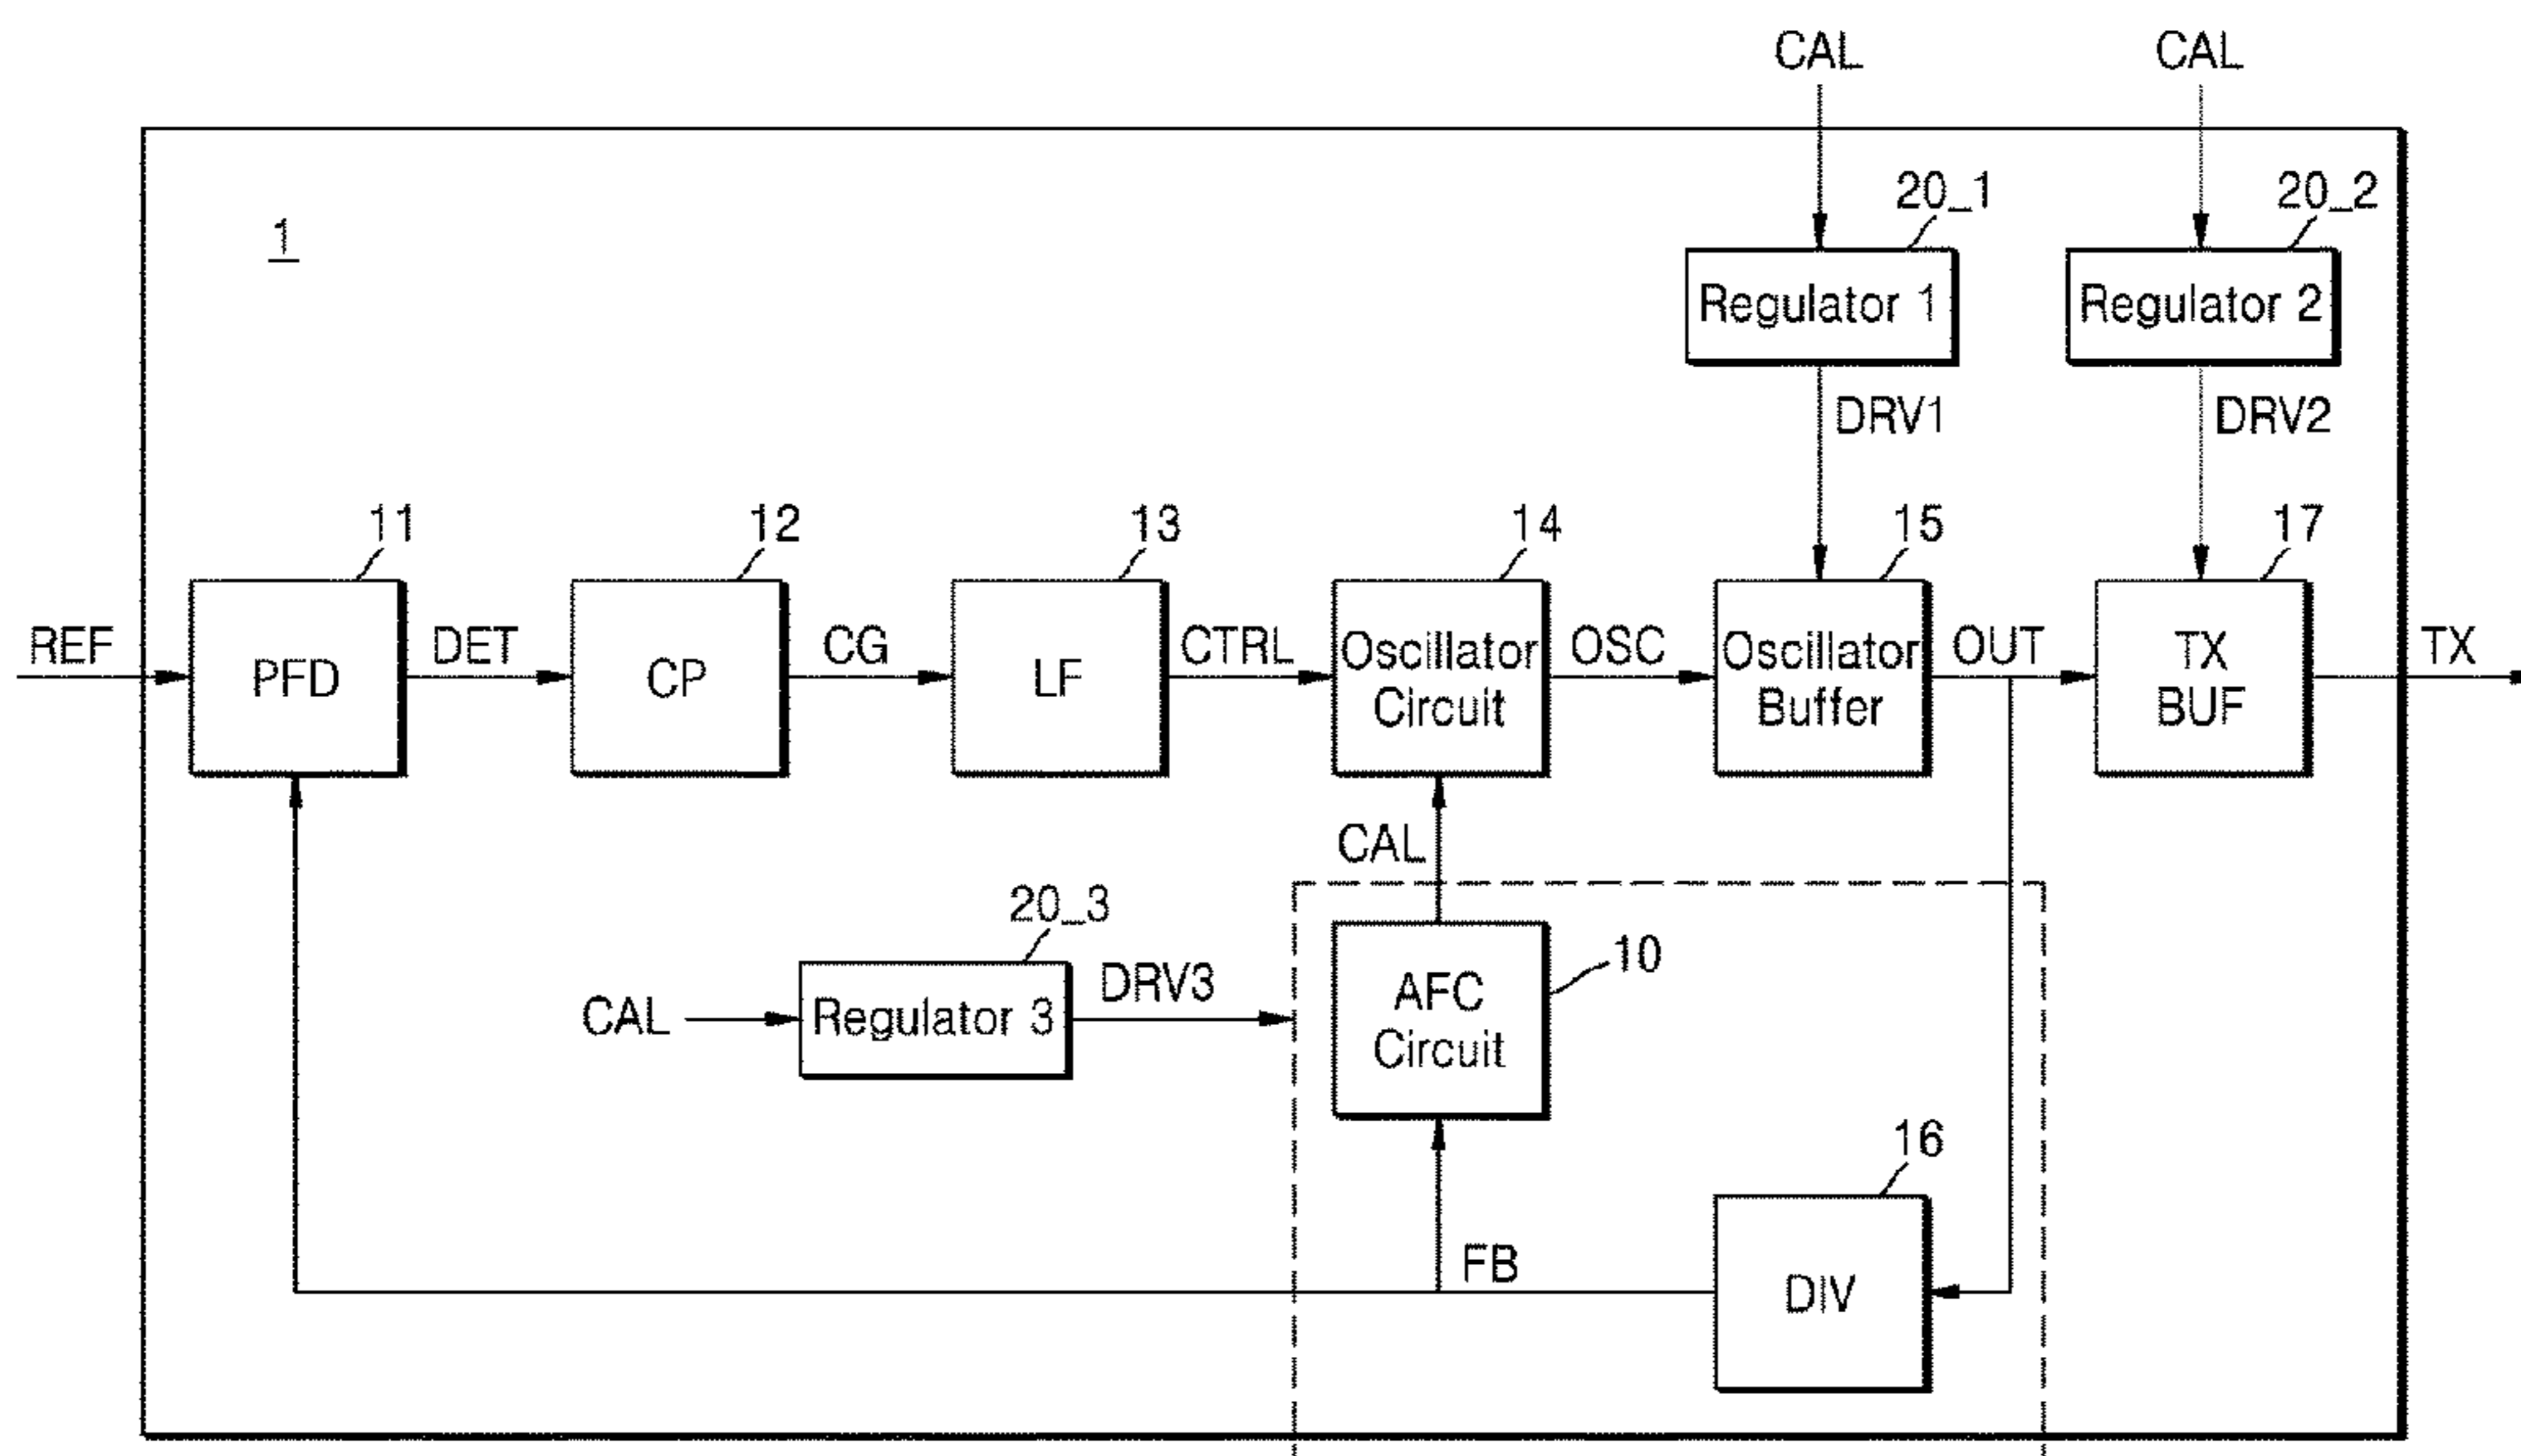 CAL
CAL
1
20_1
20_2
Regulator 1
Regulator 2
DRV1
DRV2
11
12
13
14
15
17
REF
PFD
DET
CP
CG
LF
CTRL
Oscillator
Circuit
OSC
Oscillator
Buffer
OUT
TX
BUF
TX
CAL
20_3
CAL
Regulator 3
DRV3
AFC
Circuit
10
16
FB
DIV